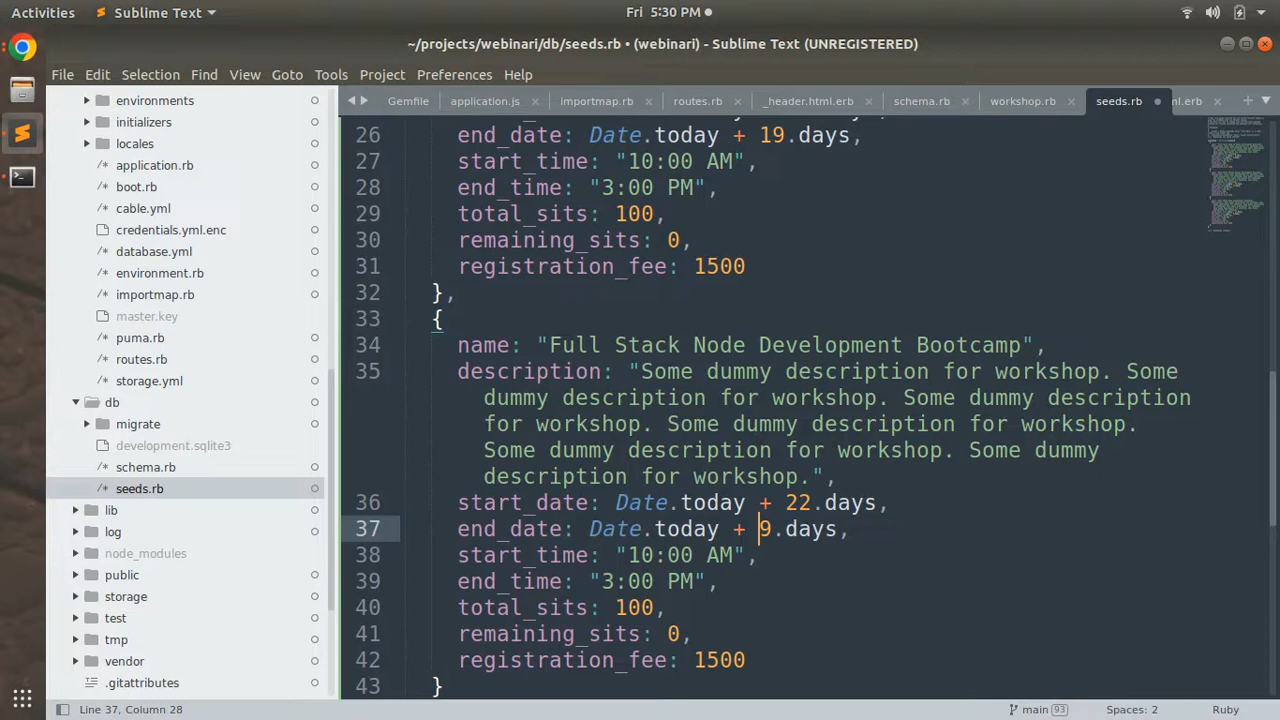 Activities Sublime Text Fri 5:30 PM
~/projects/webinari/db/seeds.rb • (webinari) - Sublime Text (UNREGISTERED)
File Edit Selection Find View Goto Tools Project Preferences Help
environments
initializers
locales
/* application.rb
/* boot.rb
/* cable.yml
/* credentials.yml.enc
/* database.yml
/* environment.rb
/* importmap.rb
master.key
/* puma.rb
/* routes.rb
/* storage.yml
db
migrate
development.sqlite3
/* schema.rb
/* seeds.rb
lib
log
node_modules
public
storage
test
tmp
vendor
.gitattributes
Gemfile application.js importmap.rb routes.rb _header.html.erb schema.rb workshop.rb seeds.rb ml.erb
26 end_date: Date.today + 19.days,
27 start_time: "10:00 AM",
28 end_time: "3:00 PM",
29 total_sits: 100,
30 remaining_sits: 0,
31 registration_fee: 1500
32 },
33 {
34 name: "Full Stack Node Development Bootcamp",
35 description: "Some dummy description for workshop. Some
dummy description for workshop. Some dummy description
for workshop. Some dummy description for workshop.
Some dummy description for workshop. Some dummy
description for workshop.",
36 start_date: Date.today + 22.days,
37 end_date: Date.today + 9.days,
38 start_time: "10:00 AM",
39 end_time: "3:00 PM",
40 total_sits: 100,
41 remaining_sits: 0,
42 registration_fee: 1500
43 }
Line 37, Column 28 main 93 Spaces: 2 Ruby